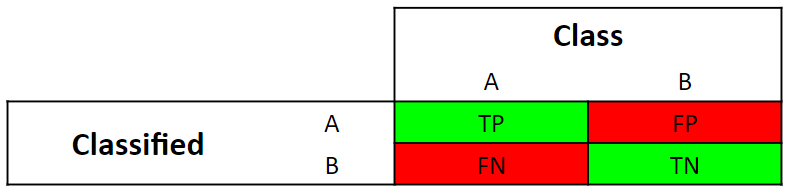 Class
A B
A TP FP
Classified
B FN TN